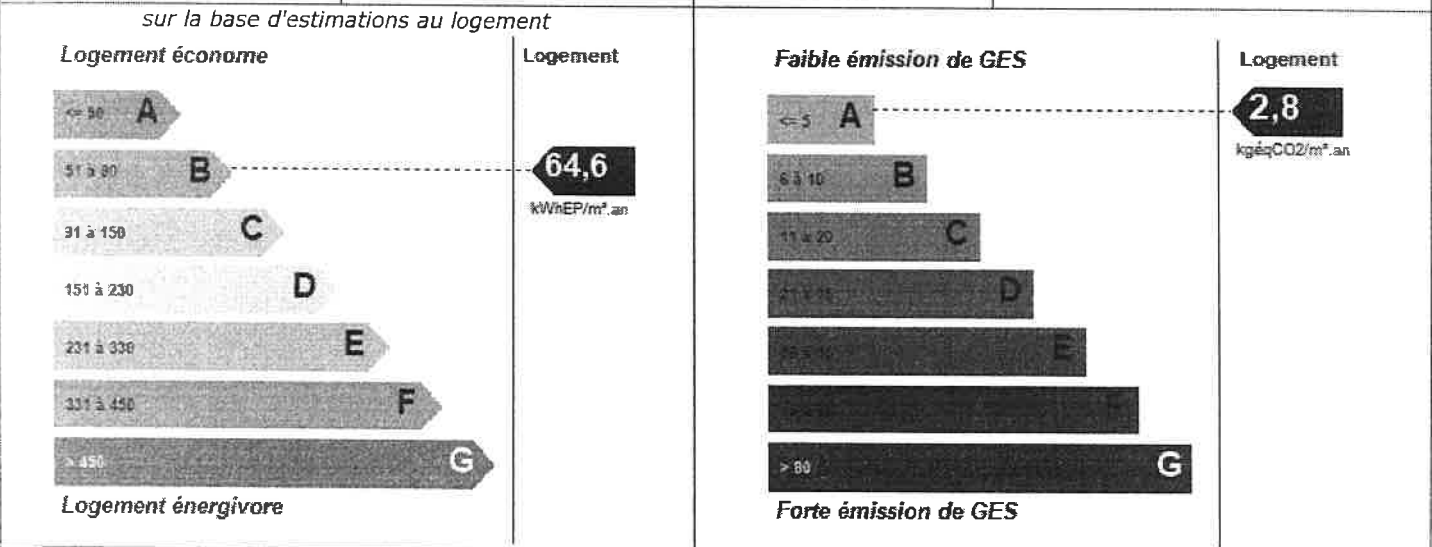 sur la base d'estimations au logement
Logement économe
Logement
<= 50 A
51 à 90 B
64,6
kWhEP/m².an
91 à 150 C
151 à 230 D
231 à 330 E
331 à 450 F
> 450 G
Logement énergivore
Faible émission de GES
Logement
<= 5 A
2,8
kgéqCO2/m².an
6 à 10 B
11 à 20 C
D
E
F
> 80 G
Forte émission de GES